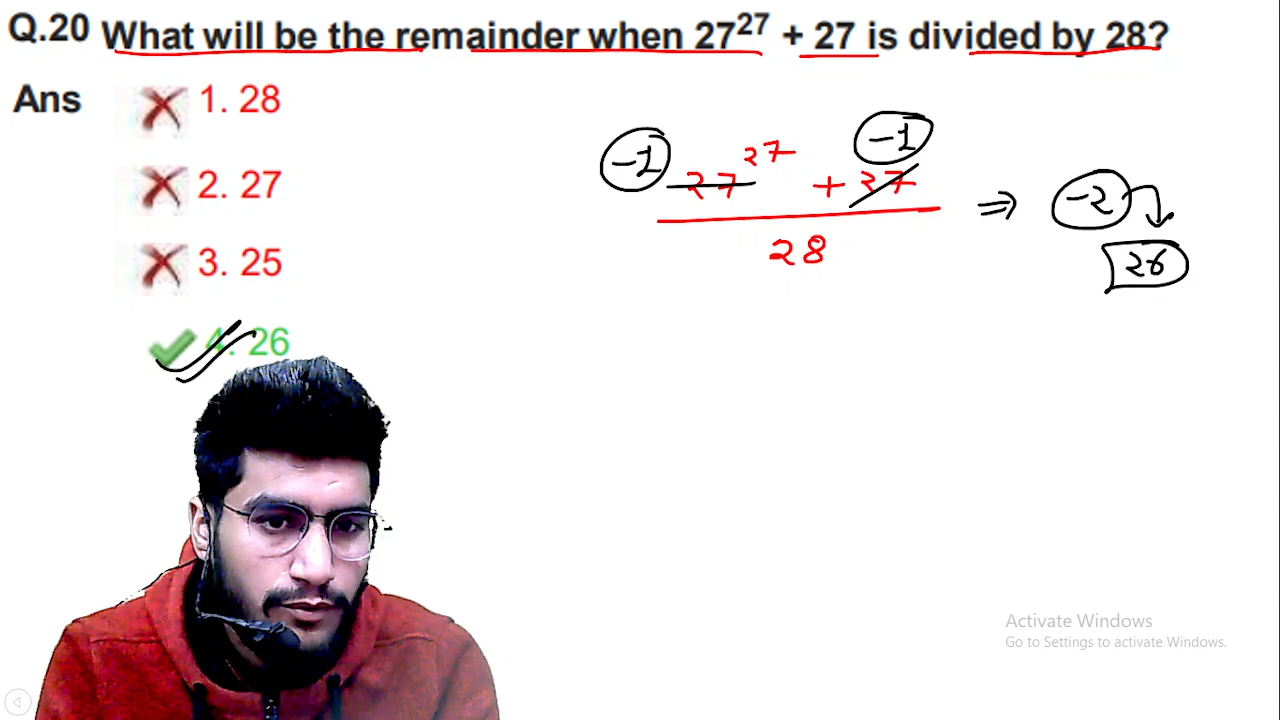 Q.20 What will be the remainder when 27²⁷ + 27 is divided by 28?
Ans
1. 28
2. 27
3. 25
4. 26
-1 27²⁷ + 27 -1
28
⇒ -2
26
Activate Windows
Go to Settings to activate Windows.